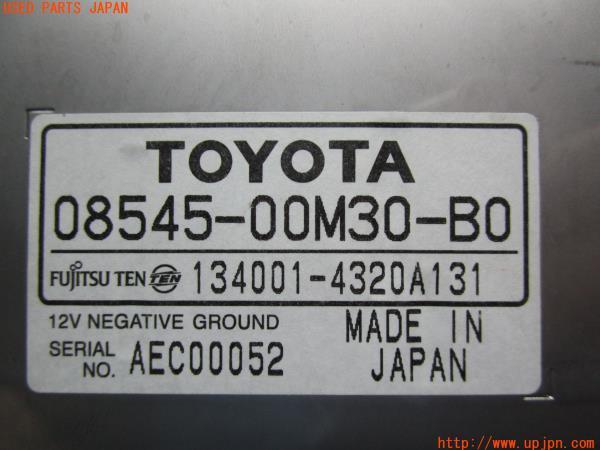 USED PARTS JAPAN
TOYOTA
08545-00M30-B0
FUJITSU TEN TEN 134001-4320A131
12V NEGATIVE GROUND
SERIAL NO. AEC00052
MADE IN JAPAN
http://www.upjpn.com/